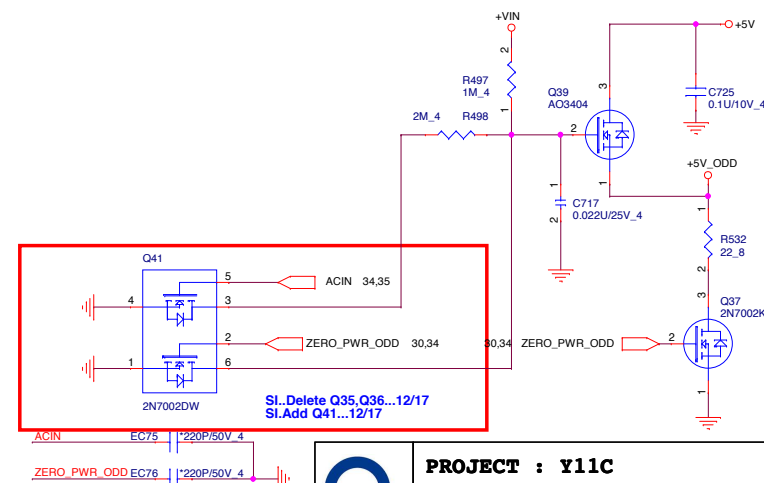 +VIN
+5V
2
R497
1M_4
1
Q39
AO3404
3
C725
0.1U/10V_4
2M_4 R498
2
+5V_ODD
1
1
C717
2
0.022U/25V_4
1
R532
22_8
2
Q41
5
ACIN 34,35
4
3
3
Q37
2N7002K
2
ZERO_PWR_ODD 30,34
30,34 ZERO_PWR_ODD
2
1
6
1
2N7002DW
SI..Delete Q35,Q36...12/17
SI.Add Q41...12/17
ACIN EC75 *220P/50V_4
ZERO_PWR_ODD EC76 *220P/50V_4
PROJECT : Y11C